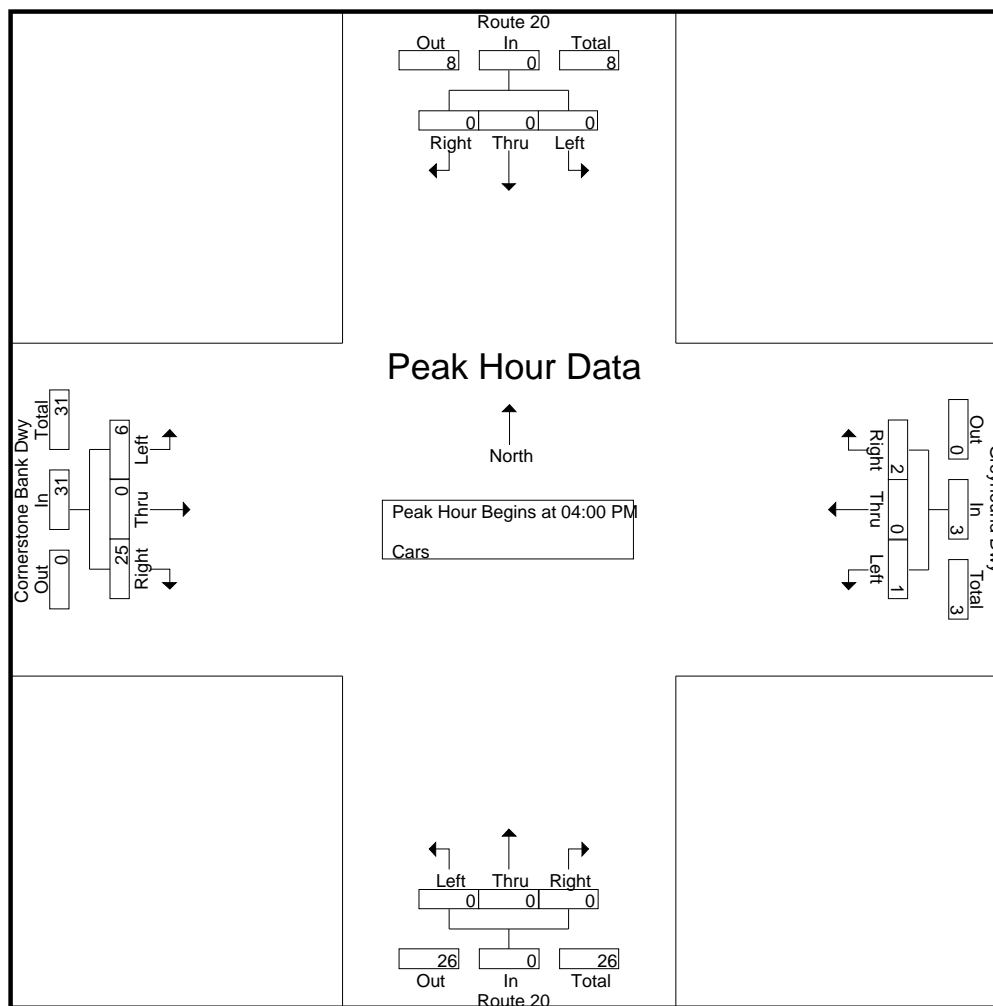 Route 20
Out In Total
8 0 8
0 0 0
Right Thru Left
Peak Hour Data
North
Peak Hour Begins at 04:00 PM
Cars
Cornerstone Bank Dwy
Out In Total
0 31 31
Right Thru Left
25 0 6
Out In Total
0 3 3
Right Thru Left
2 0 1
Left Thru Right
0 0 0
26 0 26
Out In Total
Route 20